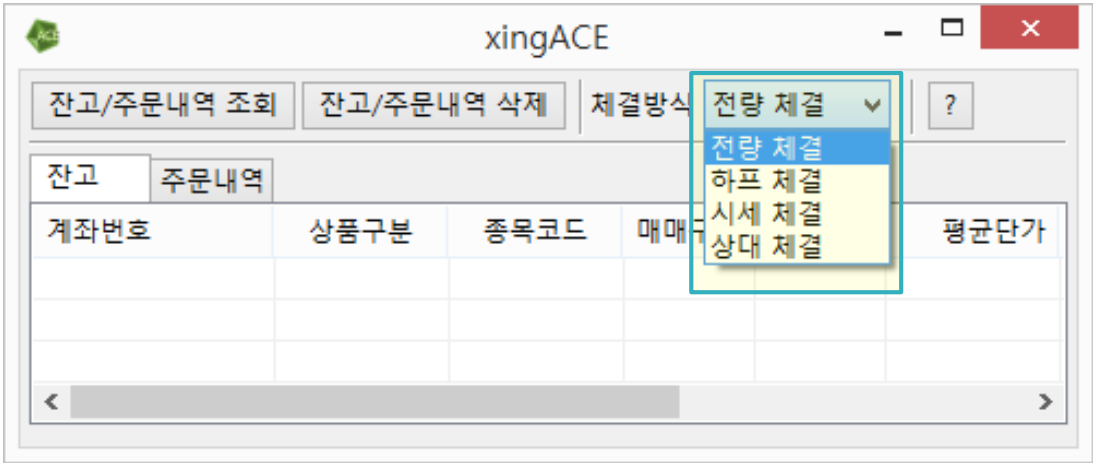 xingACE
잔고/주문내역 조회 잔고/주문내역 삭제 체결방식 전량 체결 ?
전량 체결
하프 체결
시세 체결
상대 체결
잔고 주문내역
계좌번호 상품구분 종목코드 매매 평균단가